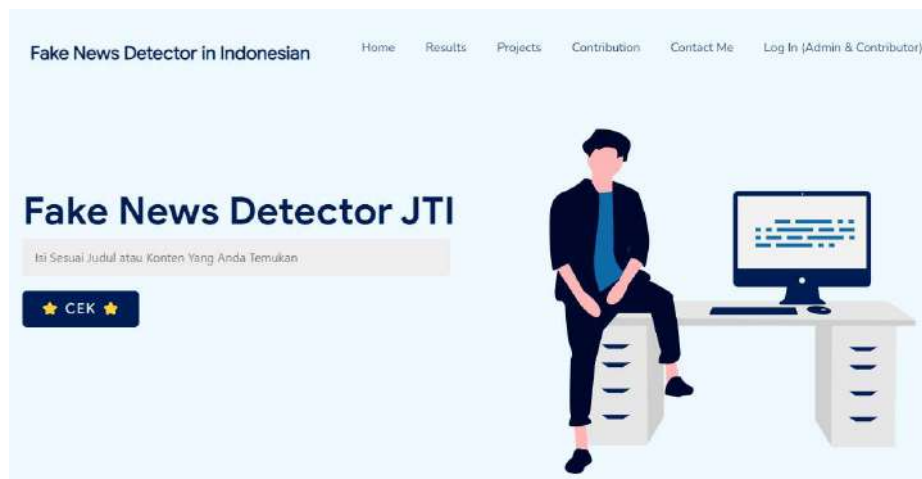 Fake News Detector in Indonesian
Home Results Projects Contribution Contact Me Log In (Admin & Contributor)
Fake News Detector JTI
Isi Sesuai Judul atau Konten Yang Anda Temukan
CEK